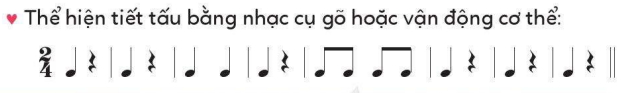 ♥ Thể hiện tiết tấu bằng nhạc cụ gõ hoặc vận động cơ thể:
2
4